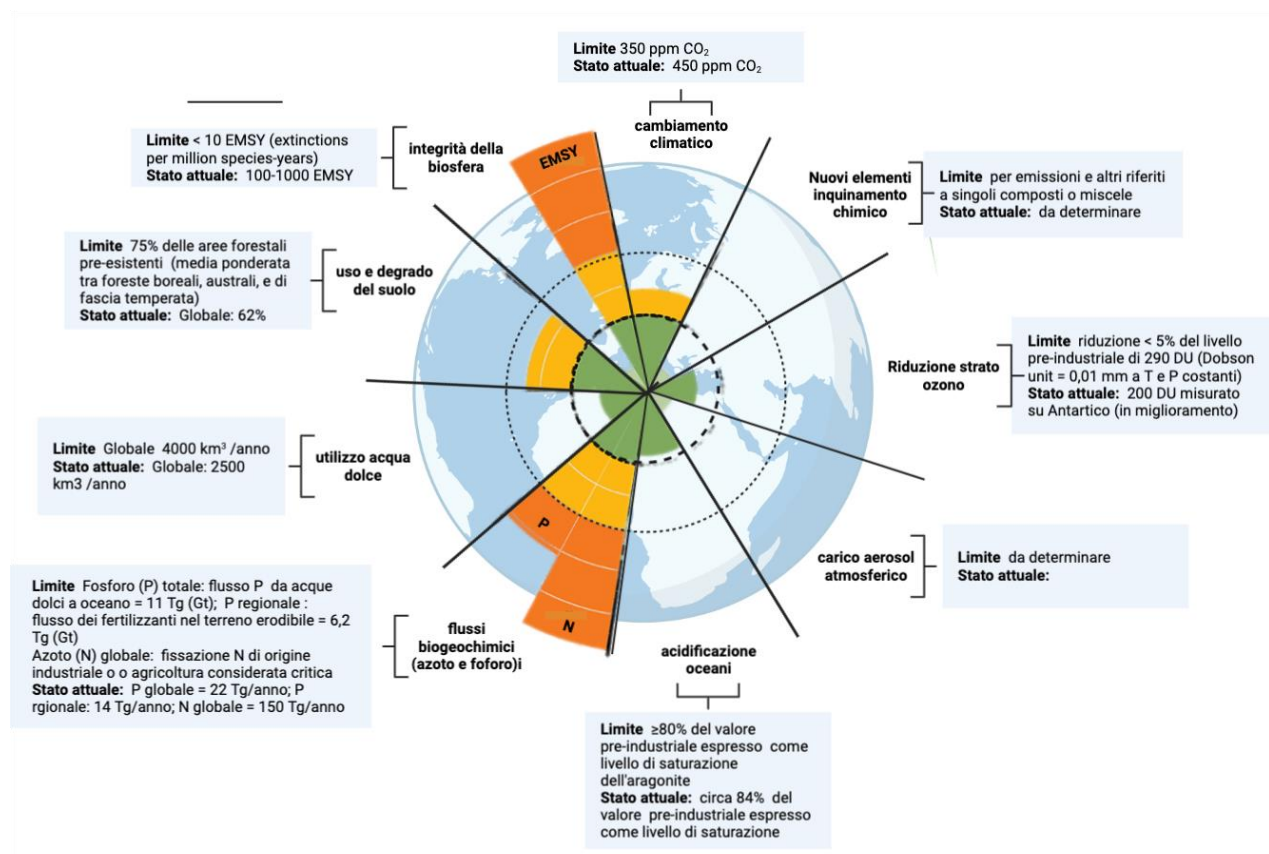 Limite 350 ppm CO₂
Stato attuale: 450 ppm CO₂
cambiamento
climatico
Limite < 10 EMSY (extinctions
per million species-years)
Stato attuale: 100-1000 EMSY
integrità della
biosfera
EMSY
Nuovi elementi
inquinamento
chimico
Limite per emissioni e altri riferiti
a singoli composti o miscele
Stato attuale: da determinare
Limite 75% delle aree forestali
pre-esistenti (media ponderata
tra foreste boreali, australi, e di
fascia temperata)
Stato attuale: Globale: 62%
uso e degrado
del suolo
Riduzione strato
ozono
Limite riduzione < 5% del livello
pre-industriale di 290 DU (Dobson
unit = 0,01 mm a T e P costanti)
Stato attuale: 200 DU misurato
su Antartico (in miglioramento)
Limite Globale 4000 km³ /anno
Stato attuale: Globale: 2500
km3 /anno
utilizzo acqua
dolce
P
N
carico aerosol
atmosferico
Limite da determinare
Stato attuale:
Limite Fosforo (P) totale: flusso P da acque
dolci a oceano = 11 Tg (Gt); P regionale :
flusso dei fertilizzanti nel terreno erodibile = 6,2
Tg (Gt)
Azoto (N) globale: fissazione N di origine
industriale o o agricoltura considerata critica
Stato attuale: P globale = 22 Tg/anno; P
rgionale: 14 Tg/anno; N globale = 150 Tg/anno
flussi
biogeochimici
(azoto e foforo)i
acidificazione
oceani
Limite ≥80% del valore
pre-industriale espresso come
livello di saturazione
dell'aragonite
Stato attuale: circa 84% del
valore pre-industriale espresso
come livello di saturazione